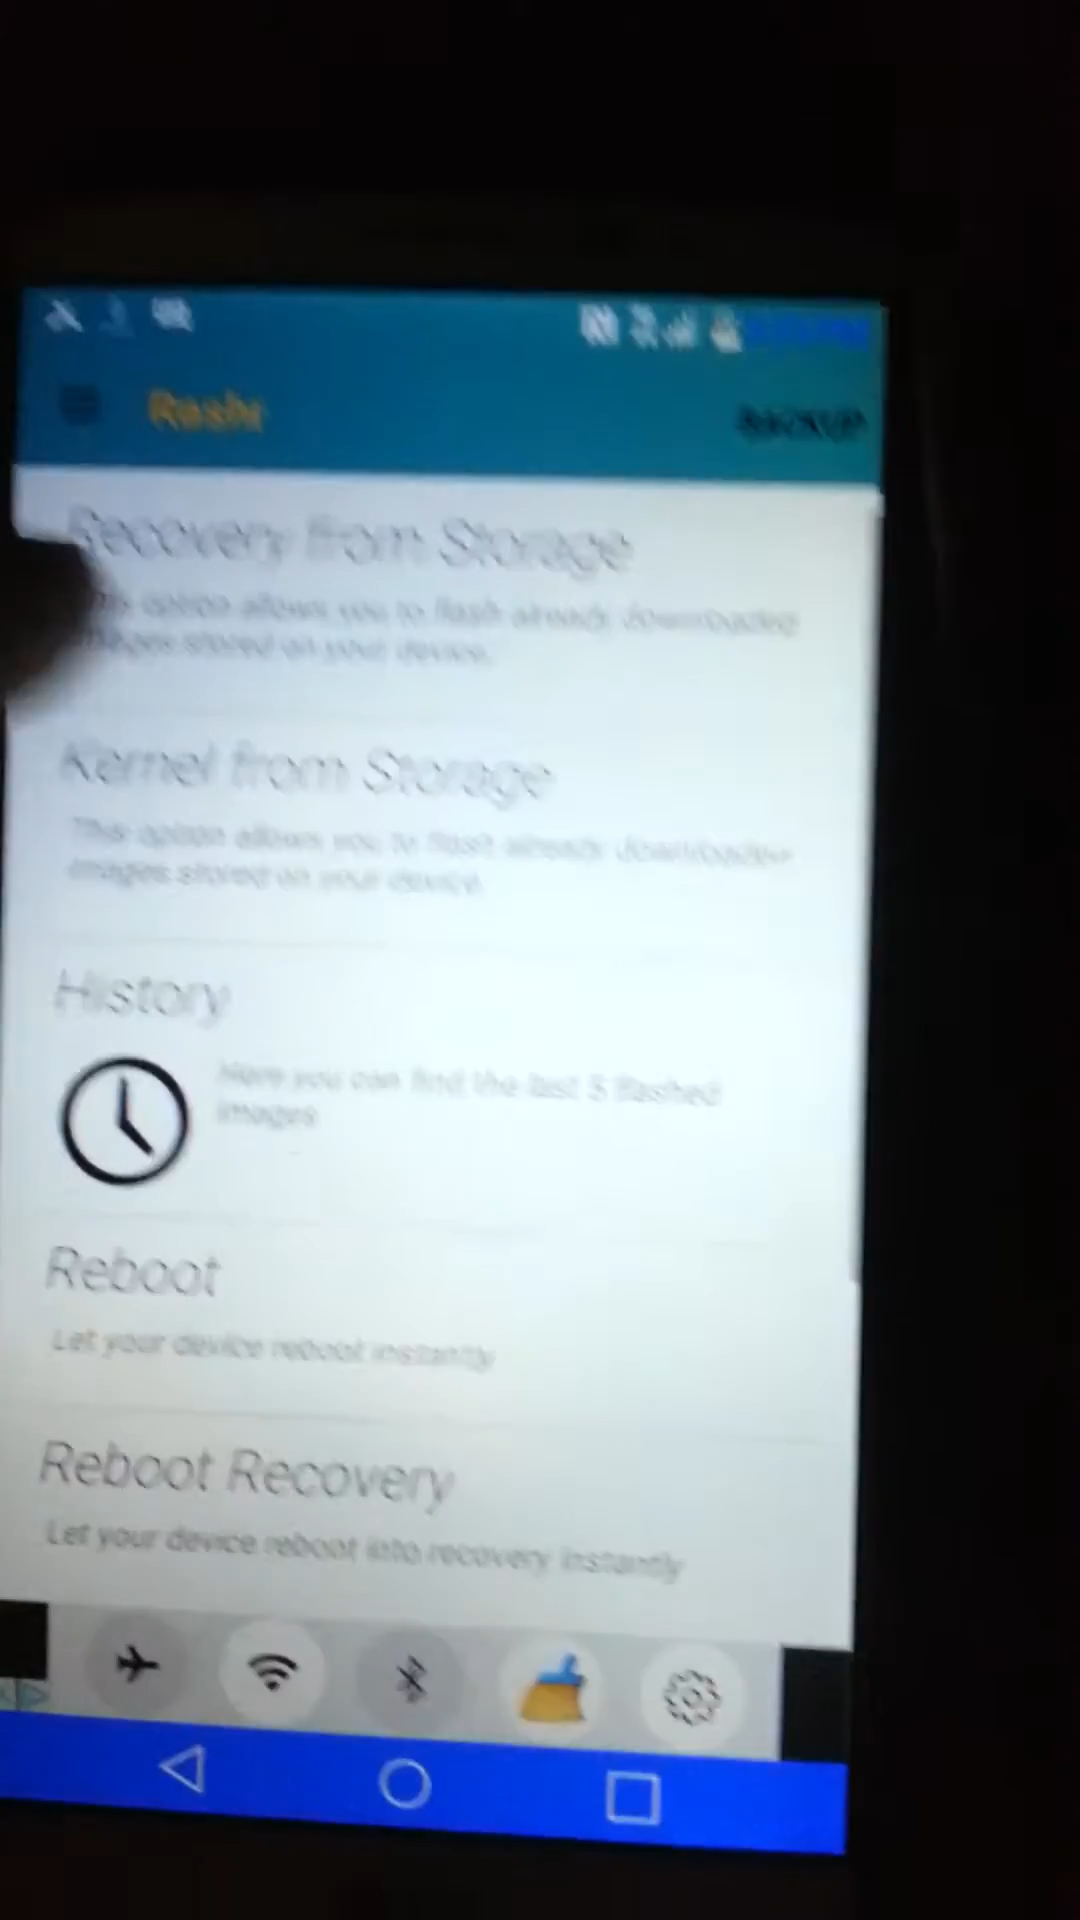 Rashr
BACKUP
Recovery from Storage
This option allows you to flash already downloaded
images stored on your device.
Kernel from Storage
This option allows you to flash already downloaded
images stored on your device.
History
Here you can find the last 5 flashed
images
Reboot
Let your device reboot instantly
Reboot Recovery
Let your device reboot into recovery instantly